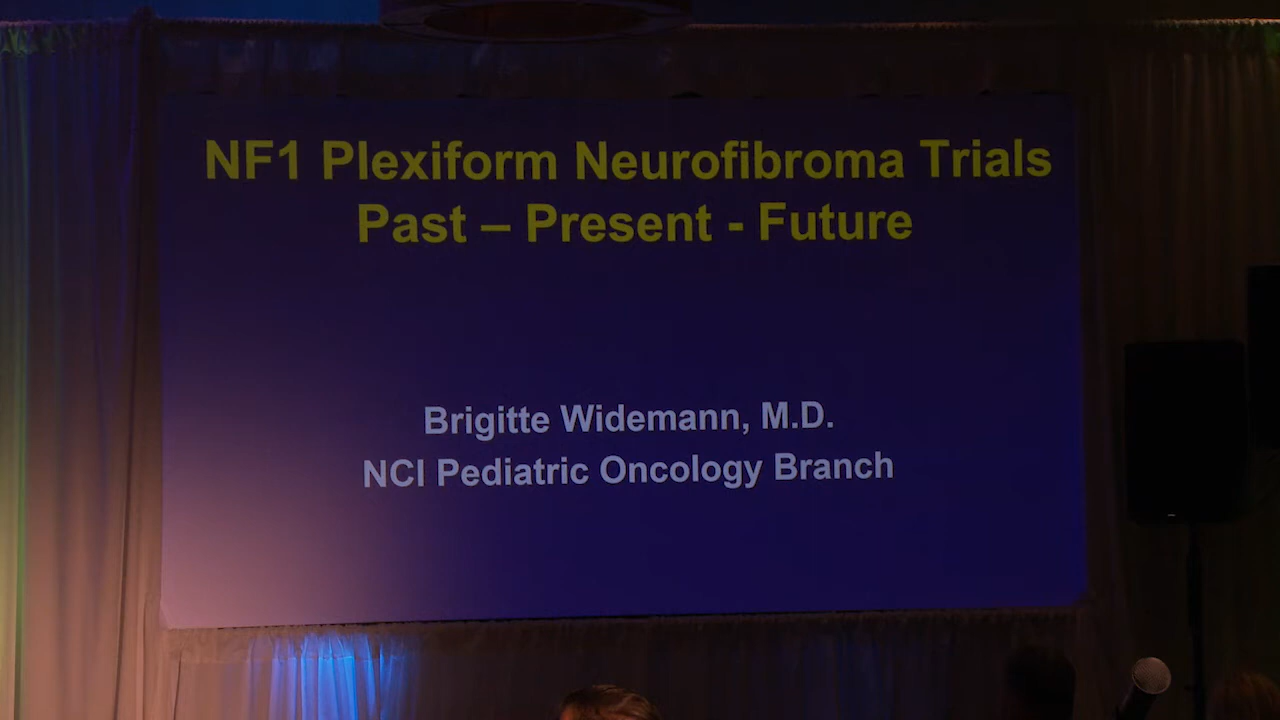 NF1 Plexiform Neurofibroma Trials
Past – Present - Future
Brigitte Widemann, M.D.
NCI Pediatric Oncology Branch